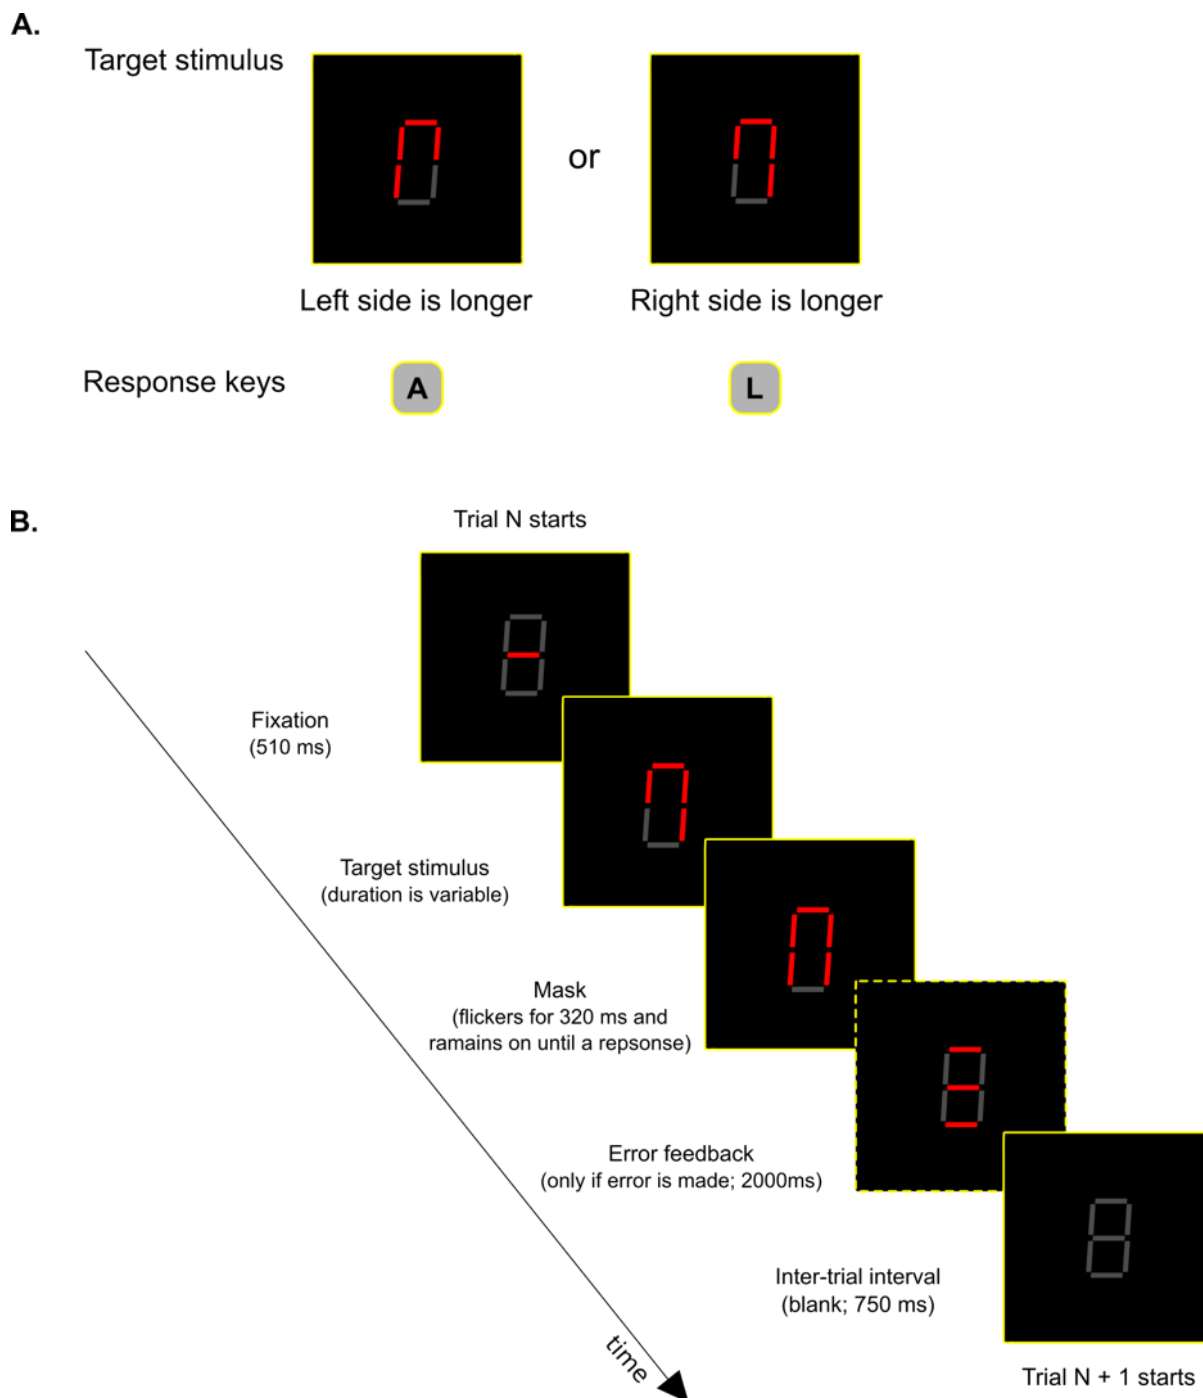 A.
Target stimulus
or
Left side is longer
Right side is longer
Response keys
A
L
B.
Trial N starts
Fixation
(510 ms)
Target stimulus
(duration is variable)
Mask
(flickers for 320 ms and
ramains on until a repsonse)
Error feedback
(only if error is made; 2000ms)
Inter-trial interval
(blank; 750 ms)
time
Trial N + 1 starts